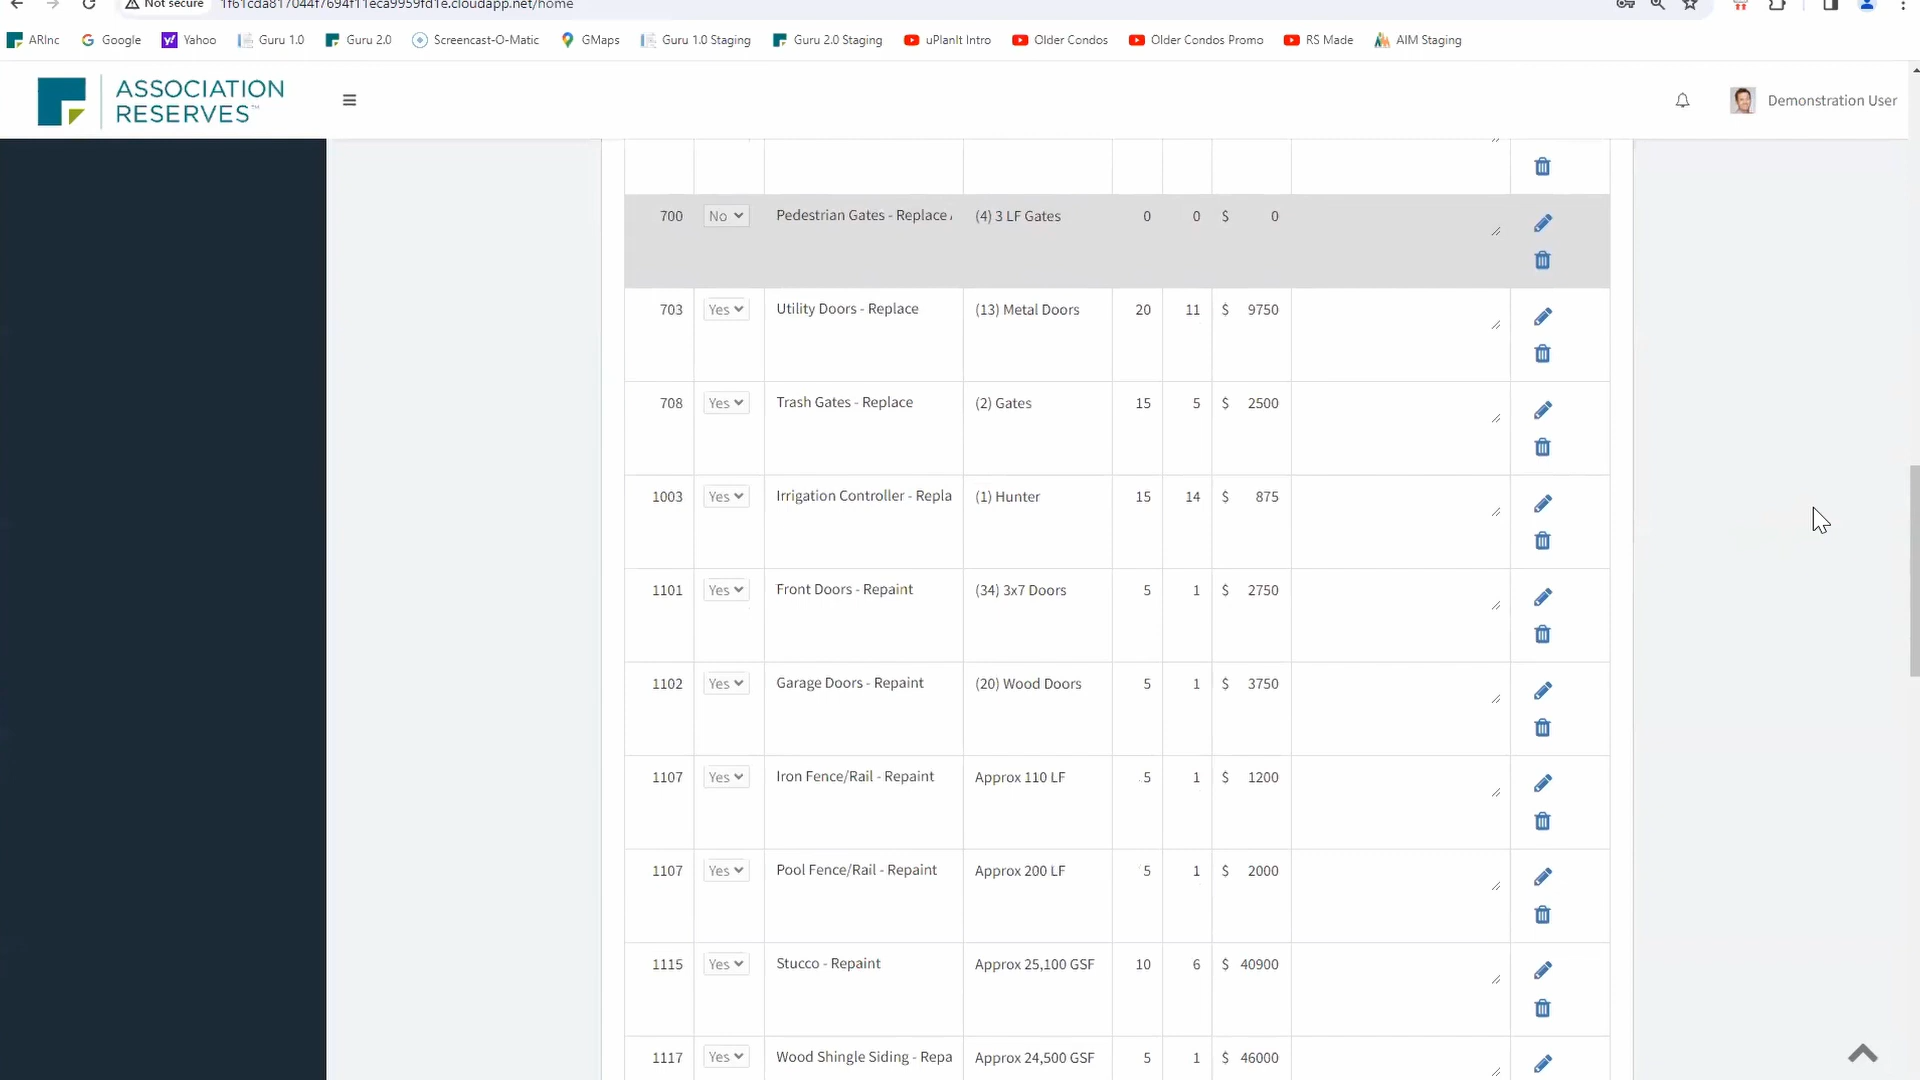 Not secure 1f61cda817044f7694f11eca9959fd1e.cloudapp.net/home
ARInc Google Yahoo Guru 1.0 Guru 2.0 Screencast-O-Matic GMaps Guru 1.0 Staging Guru 2.0 Staging uPlanIt Intro Older Condos Older Condos Promo RS Made AIM Staging
ASSOCIATION
RESERVES™
Demonstration User
700 No Pedestrian Gates - Replace (4) 3 LF Gates 0 0 $ 0
703 Yes Utility Doors - Replace (13) Metal Doors 20 11 $ 9750
708 Yes Trash Gates - Replace (2) Gates 15 5 $ 2500
1003 Yes Irrigation Controller - Repla (1) Hunter 15 14 $ 875
1101 Yes Front Doors - Repaint (34) 3x7 Doors 5 1 $ 2750
1102 Yes Garage Doors - Repaint (20) Wood Doors 5 1 $ 3750
1107 Yes Iron Fence/Rail - Repaint Approx 110 LF 5 1 $ 1200
1107 Yes Pool Fence/Rail - Repaint Approx 200 LF 5 1 $ 2000
1115 Yes Stucco - Repaint Approx 25,100 GSF 10 6 $ 40900
1117 Yes Wood Shingle Siding - Repa Approx 24,500 GSF 5 1 $ 46000